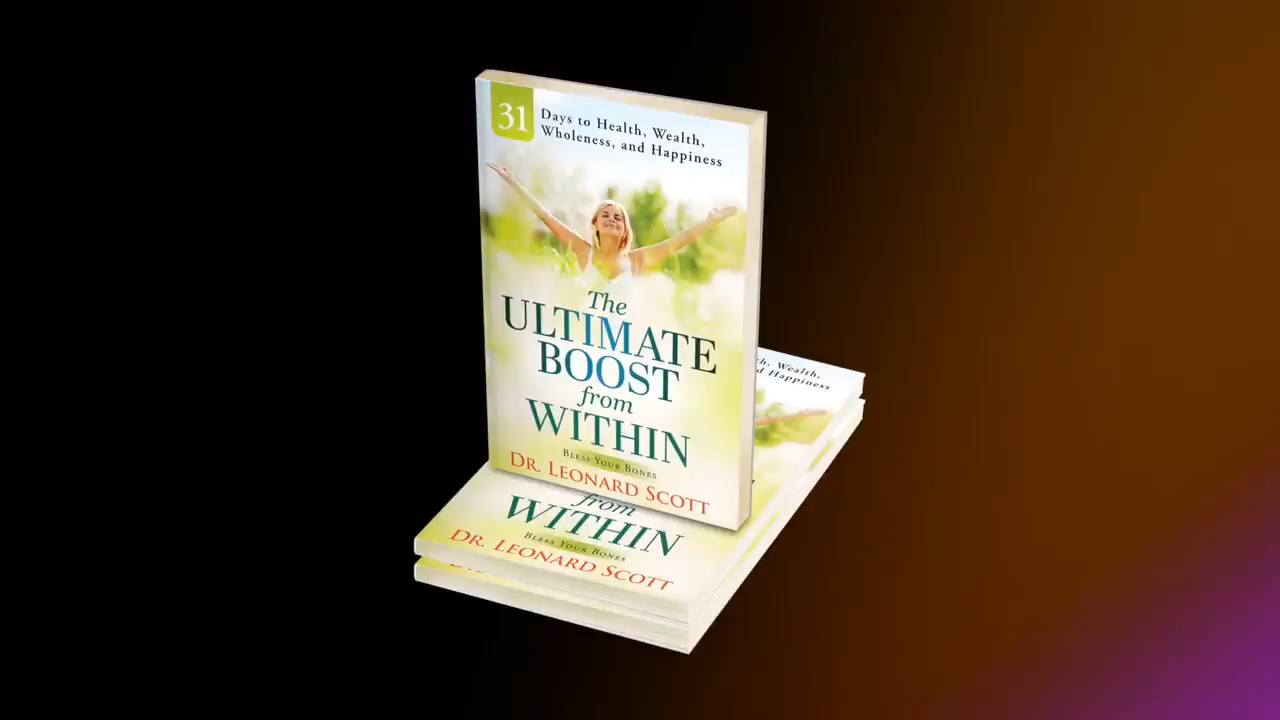 31
Days to Health, Wealth,
Wholeness, and Happiness
The
ULTIMATE
BOOST
from
WITHIN
BLESS YOUR BONES
DR. LEONARD SCOTT
Wealth,
Happiness
from
WITHIN
BLESS YOUR BONES
DR. LEONARD SCOTT